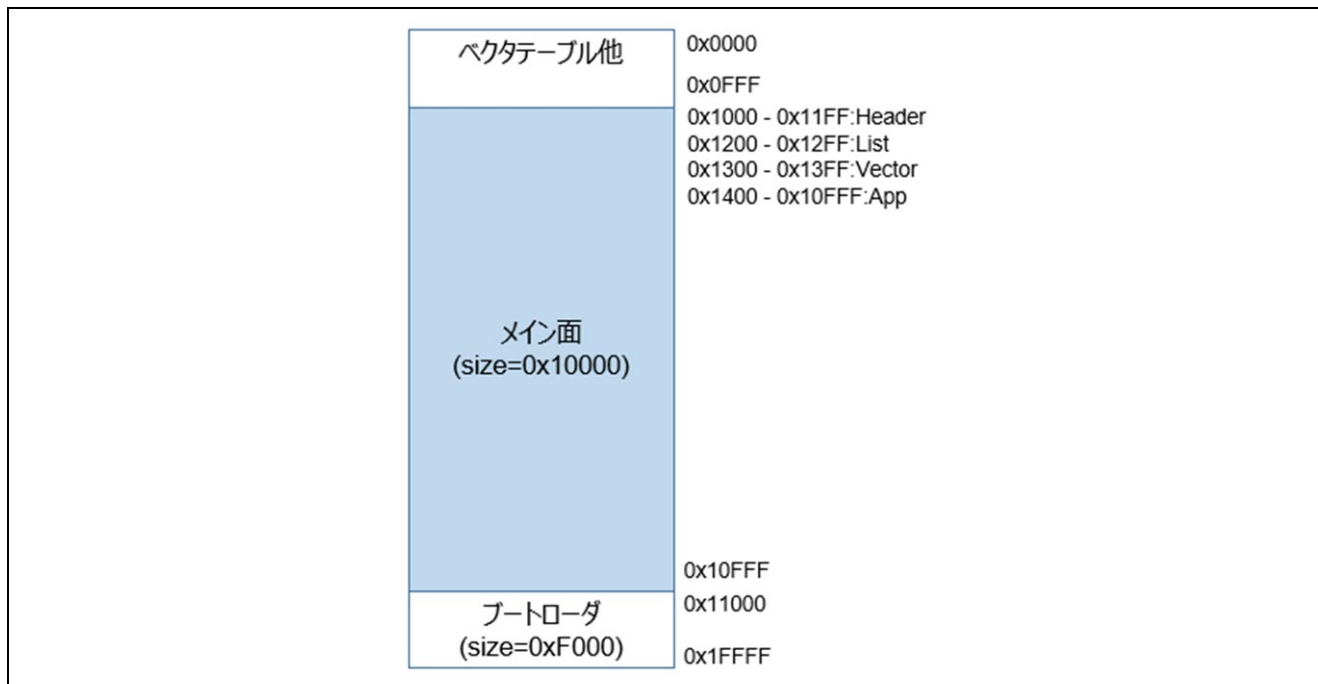 ベクタテーブル他
0x0000
0x0FFF
0x1000 - 0x11FF:Header
0x1200 - 0x12FF:List
0x1300 - 0x13FF:Vector
0x1400 - 0x10FFF:App
メイン面
(size=0x10000)
0x10FFF
ブートローダ
(size=0xF000)
0x11000
0x1FFFF